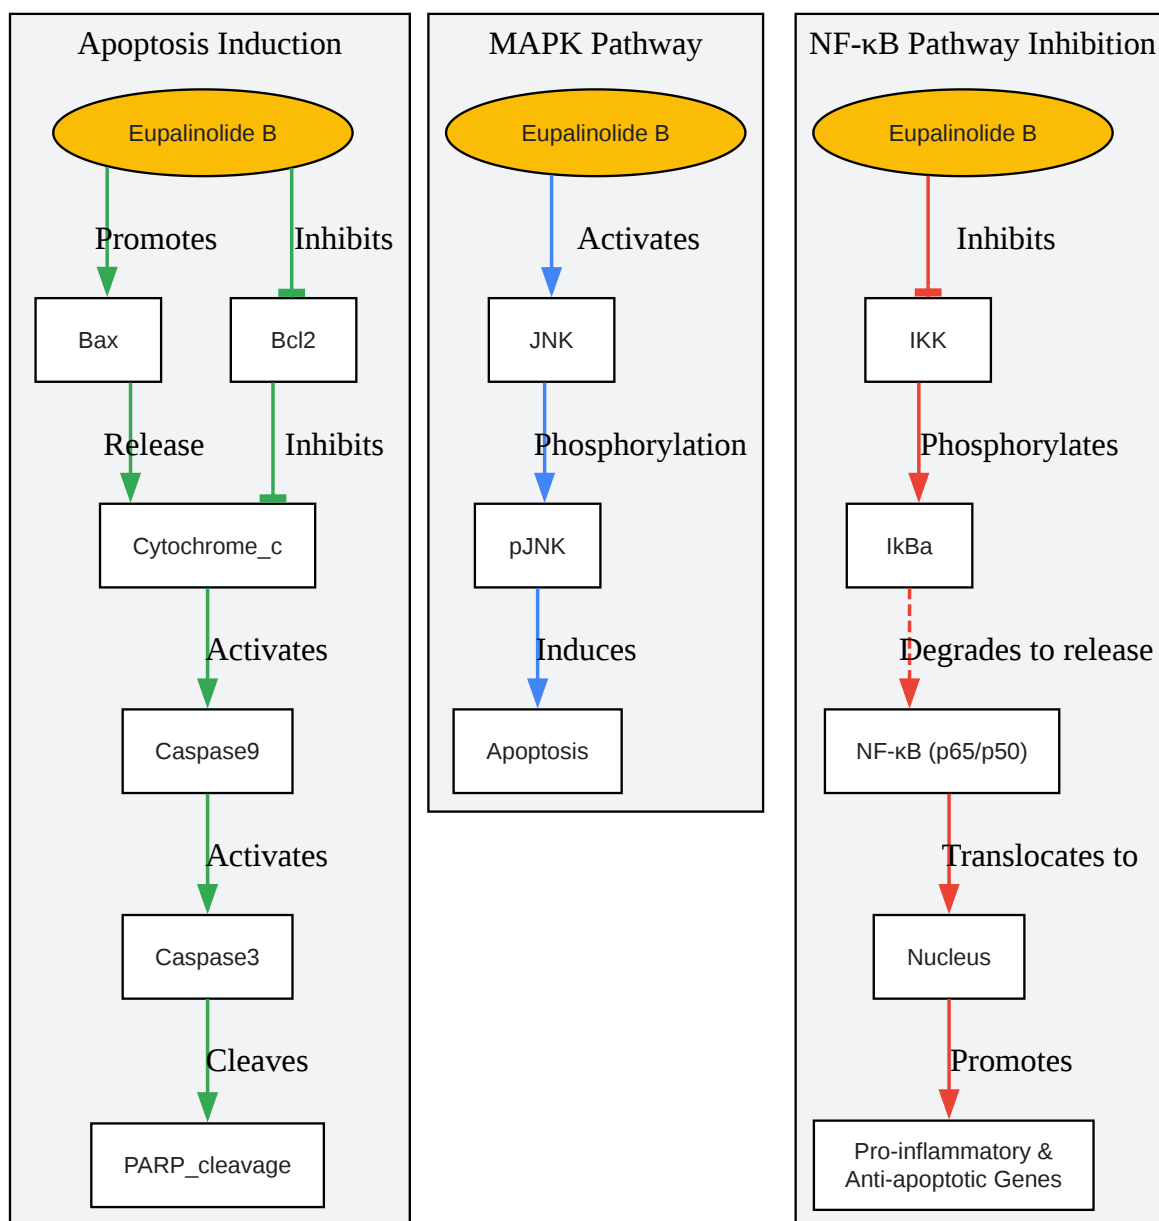 Apoptosis Induction
Eupalinolide B
Promotes
Inhibits
Bax
Bcl2
Release
Inhibits
Cytochrome_c
Activates
Caspase9
Activates
Caspase3
Cleaves
PARP_cleavage
MAPK Pathway
Eupalinolide B
Activates
JNK
Phosphorylation
pJNK
Induces
Apoptosis
NF-κB Pathway Inhibition
Eupalinolide B
Inhibits
IKK
Phosphorylates
IkBa
Degrades to release
NF-κB (p65/p50)
Translocates to
Nucleus
Promotes
Pro-inflammatory &
Anti-apoptotic Genes